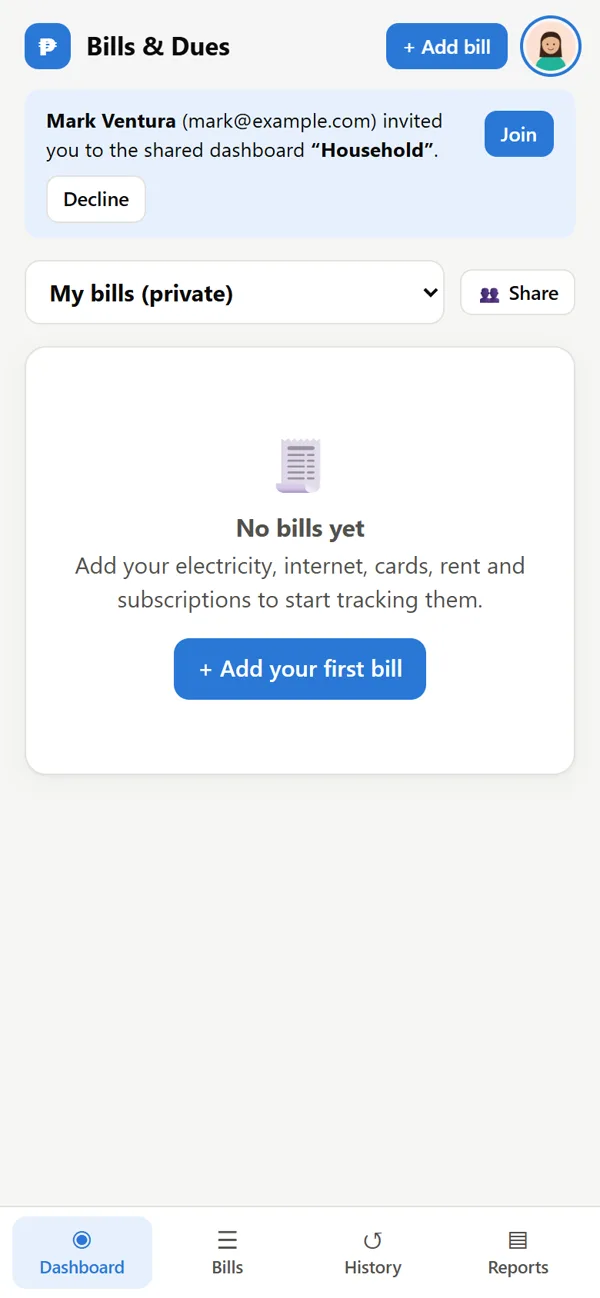 ₱ Bills & Dues
+ Add bill
Mark Ventura (mark@example.com) invited
you to the shared dashboard “Household”.
Join
Decline
My bills (private)
Share
No bills yet
Add your electricity, internet, cards, rent and
subscriptions to start tracking them.
+ Add your first bill
Dashboard
Bills
History
Reports